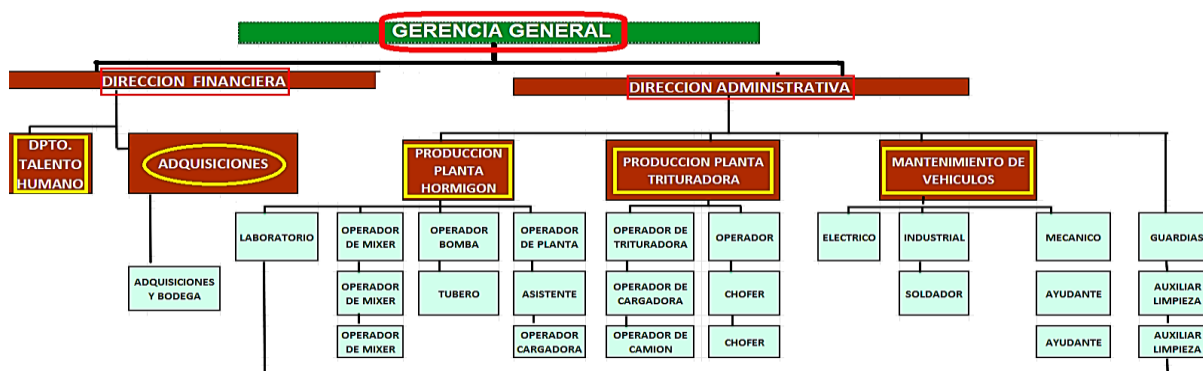 GERENCIA GENERAL
DIRECCION FINANCIERA
DIRECCION ADMINISTRATIVA
DPTO.
TALENTO
HUMANO
ADQUISICIONES
PRODUCCION
PLANTA
HORMIGON
PRODUCCION PLANTA
TRITURADORA
MANTENIMIENTO DE
VEHICULOS
LABORATORIO
OPERADOR
DE MIXER
OPERADOR
BOMBA
OPERADOR
DE PLANTA
OPERADOR DE
TRITURADORA
OPERADOR
ELECTRICO
INDUSTRIAL
MECANICO
GUARDIAS
ADQUISICIONES
Y BODEGA
OPERADOR
DE MIXER
TUBERO
ASISTENTE
OPERADOR DE
CARGADORA
CHOFER
SOLDADOR
AYUDANTE
AUXILIAR
LIMPIEZA
OPERADOR
DE MIXER
OPERADOR
CARGADORA
OPERADOR DE
CAMION
CHOFER
AYUDANTE
AUXILIAR
LIMPIEZA